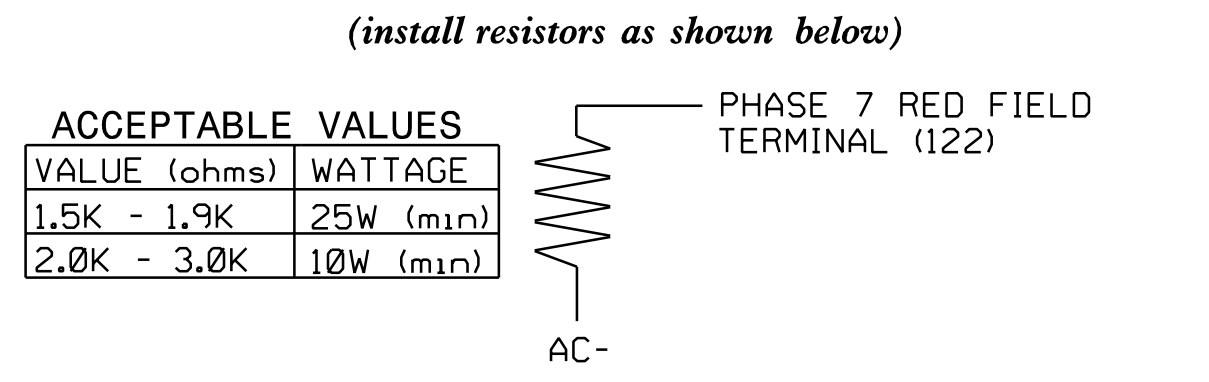 (install resistors as shown below)
ACCEPTABLE VALUES
VALUE (ohms) WATTAGE
1.5K - 1.9K 25W (min)
2.0K - 3.0K 10W (min)
PHASE 7 RED FIELD
TERMINAL (122)
AC-